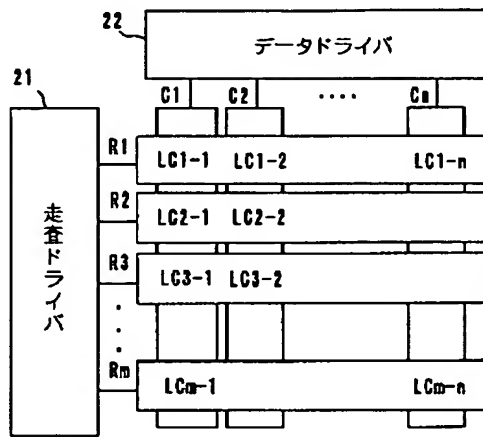 22
データドライバ
21
C1 C2 ････ Cn
R1 LC1-1 LC1-2 LC1-n
R2 LC2-1 LC2-2
R3 LC3-1 LC3-2
走査ドライバ
Rm LCm-1 LCm-n